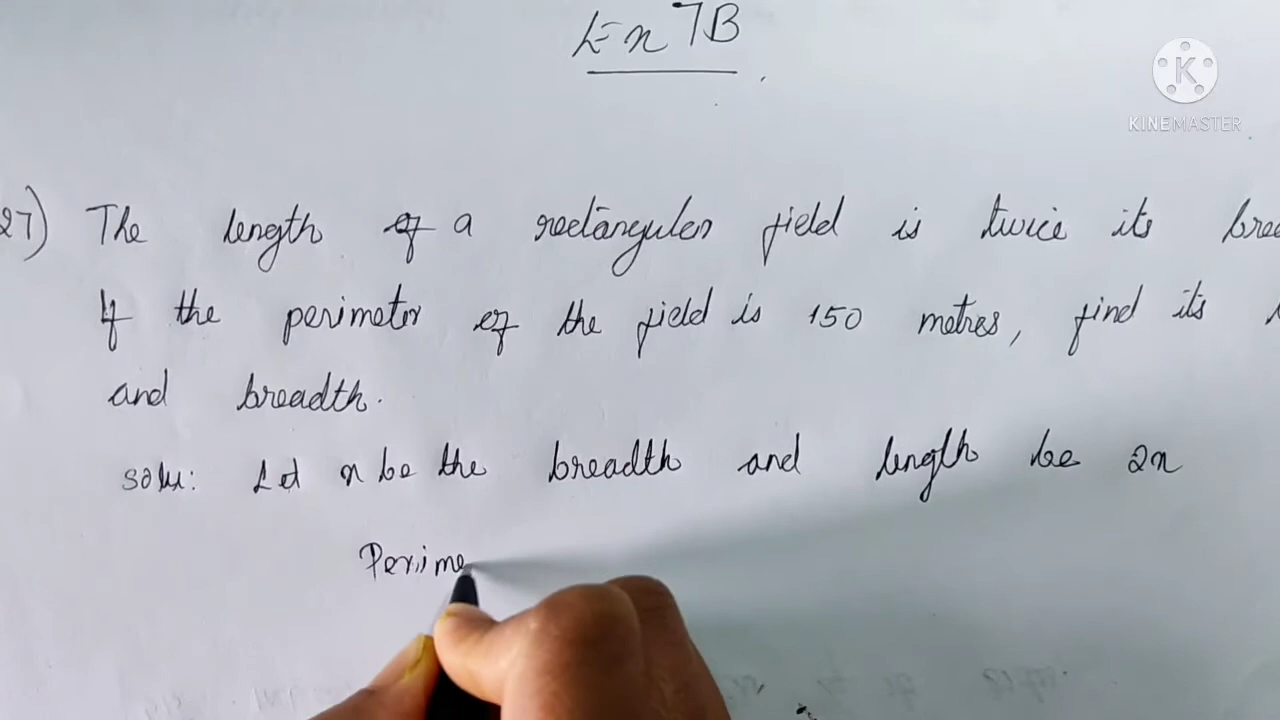 Ex 7B
KINEMASTER
27) The length of a rectangular field is twice its
If the perimeter of the field is 150 metres, find its
and breadth.
Solu: Let x be the breadth and length be 2x
Perime